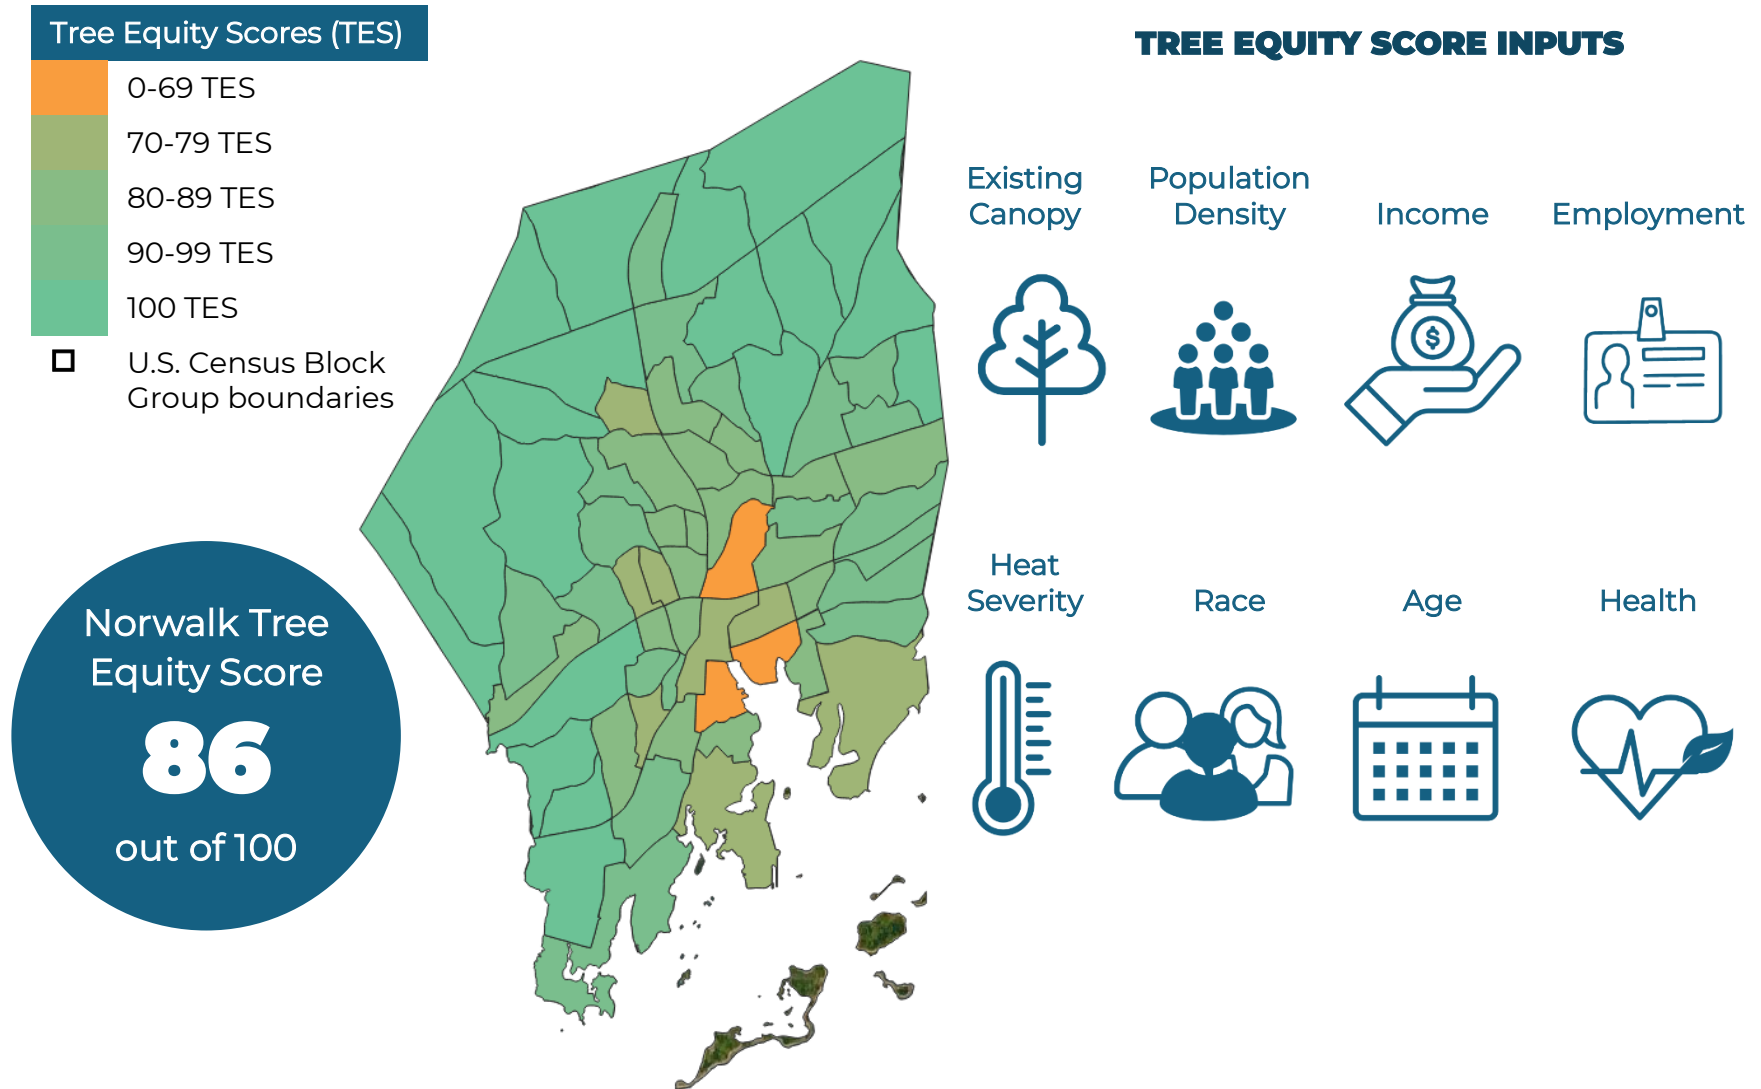 Tree Equity Scores (TES)
0-69 TES
70-79 TES
80-89 TES
90-99 TES
100 TES
U.S. Census Block
Group boundaries
Norwalk Tree
Equity Score
86
out of 100
TREE EQUITY SCORE INPUTS
Existing
Canopy
Population
Density
Income
Employment
$
Heat
Severity
Race
Age
Health